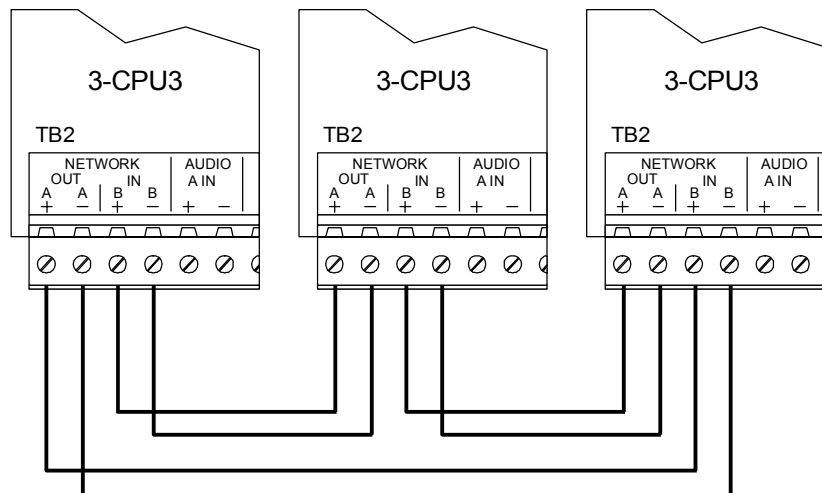 3-CPU3
TB2
NETWORK AUDIO
OUT IN A IN
A A B B
+ − + − + −
3-CPU3
TB2
NETWORK AUDIO
OUT IN A IN
A A B B
+ − + − + −
3-CPU3
TB2
NETWORK AUDIO
OUT IN A IN
A A B B
+ − + − + −